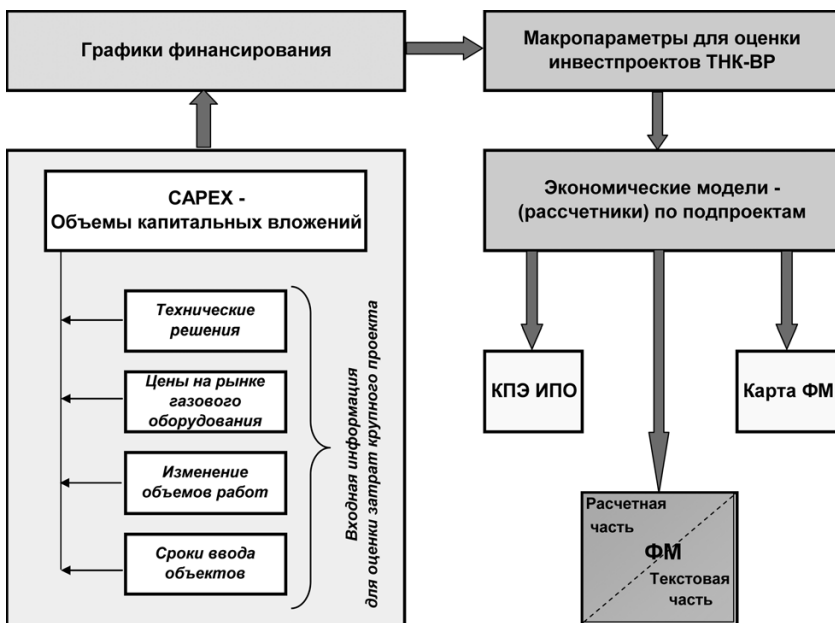 Графики финансирования
Макропараметры для оценки
инвестпроектов ТНК-ВР
CAPEX -
Объемы капитальных вложений
Технические
решения
Цены на рынке
газового
оборудования
Изменение
объемов работ
Сроки ввода
объектов
Входная информация
для оценки затрат крупного проекта
Экономические модели -
(рассчетники) по подпроектам
КПЭ ИПО
Карта ФМ
Расчетная
часть
ФМ
Текстовая
часть